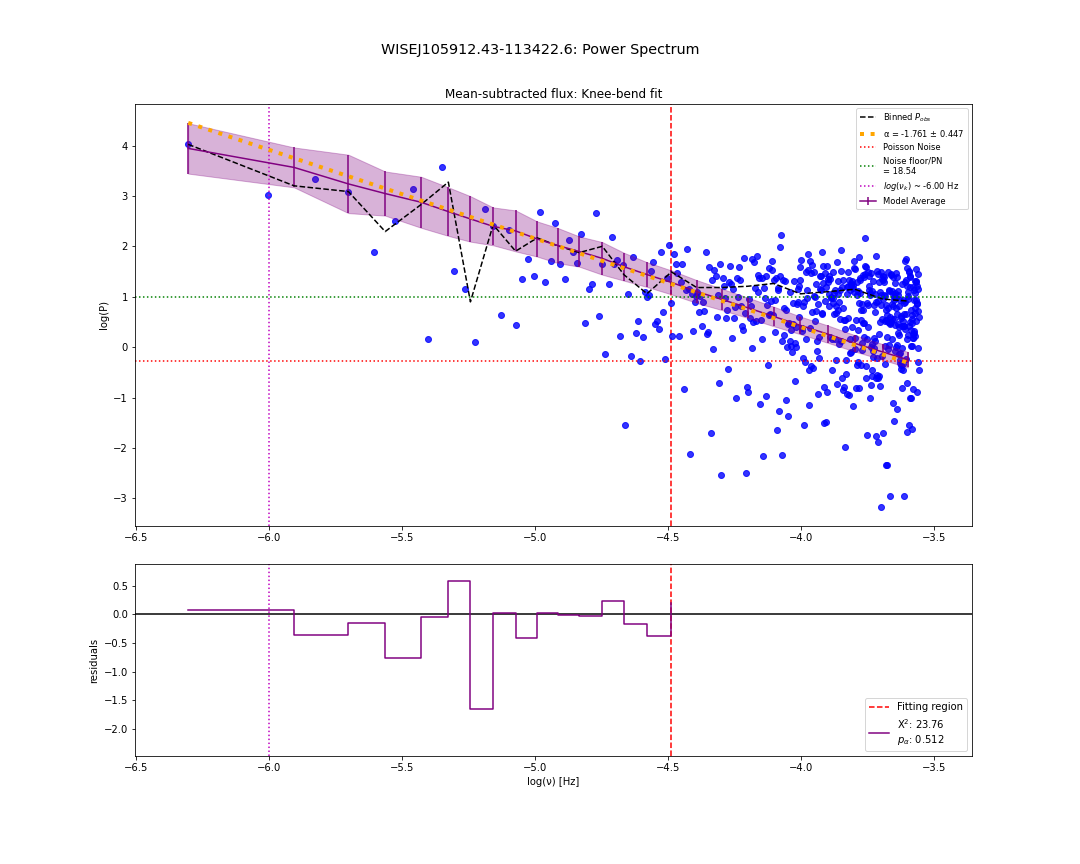 WISEJ105912.43-113422.6: Power Spectrum
Mean-subtracted flux: Knee-bend fit
log(P)
4
3
2
1
0
−1
−2
−3
Binned P_obs
α = -1.761 ± 0.447
Poisson Noise
Noise floor/PN
= 18.54
log(ν_k) ~ -6.00 Hz
Model Average
−6.5 −6.0 −5.5 −5.0 −4.5 −4.0 −3.5
residuals
0.5
0.0
−0.5
−1.0
−1.5
−2.0
Fitting region
X²: 23.76
p_α: 0.512
−6.5 −6.0 −5.5 −5.0 −4.5 −4.0 −3.5
log(ν) [Hz]